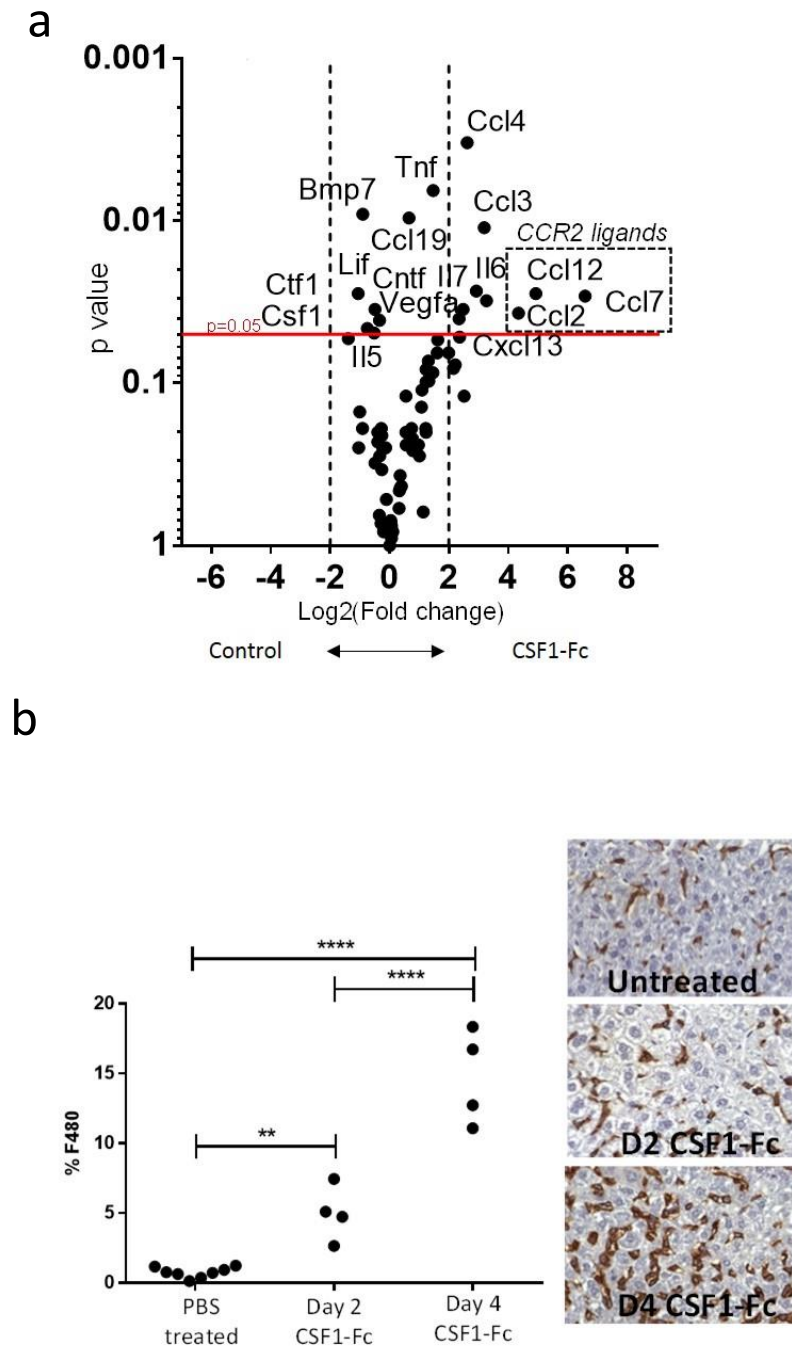 a
0.001
0.01
0.1
1
p value
Ccl4
Tnf
Bmp7
Ccl3
Ccl19
CCR2 ligands
Lif
Ctf1
Cntf
Il7
Il6
Ccl12
Csf1
Vegfa
Ccl2
Ccl7
p=0.05
Il5
Cxcl13
-6 -4 -2 0 2 4 6 8
Log2(Fold change)
Control CSF1-Fc
b
****
****
**
20
15
10
5
0
% F480
PBS treated
Day 2 CSF1-Fc
Day 4 CSF1-Fc
Untreated
D2 CSF1-Fc
D4 CSF1-Fc